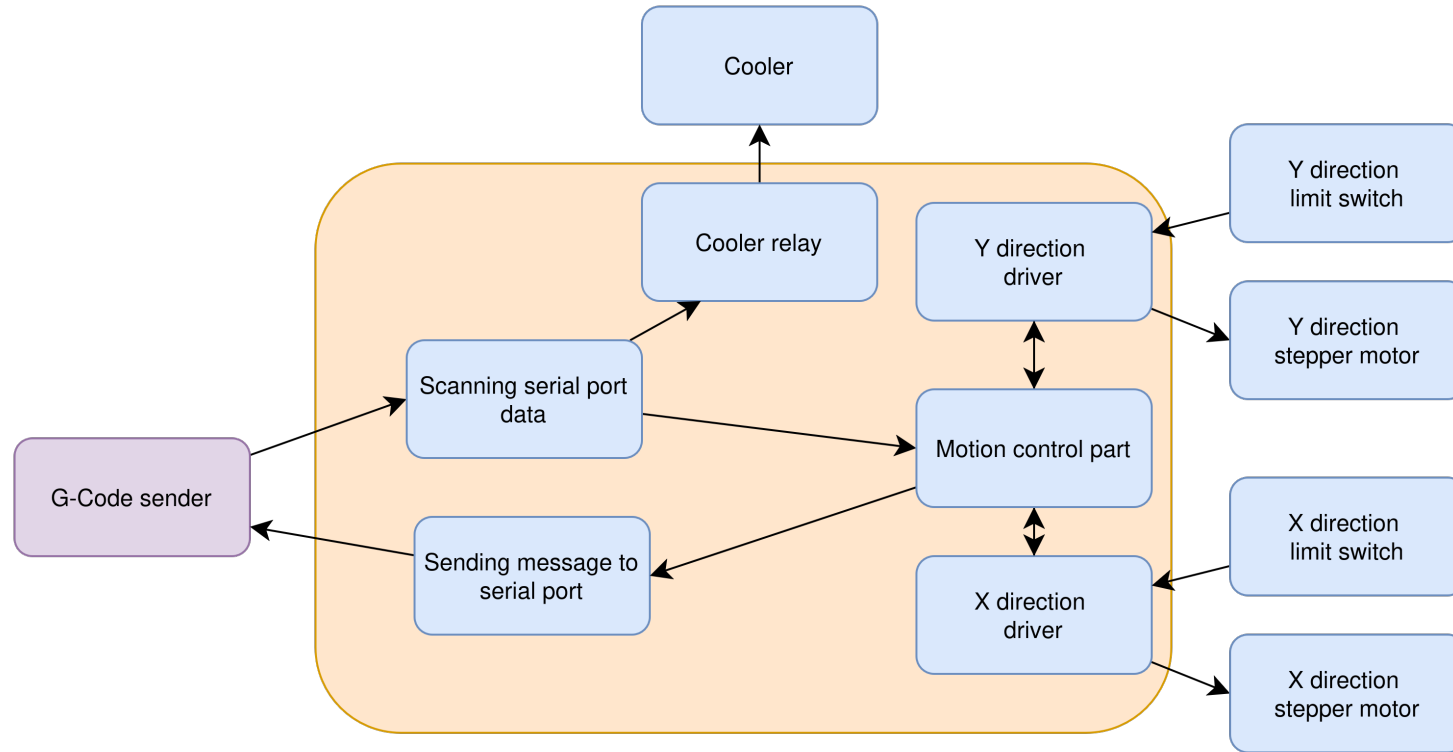 Cooler
Cooler relay
Y direction
driver
Y direction
limit switch
Y direction
stepper motor
Scanning serial port
data
Motion control part
G-Code sender
Sending message to
serial port
X direction
driver
X direction
limit switch
X direction
stepper motor